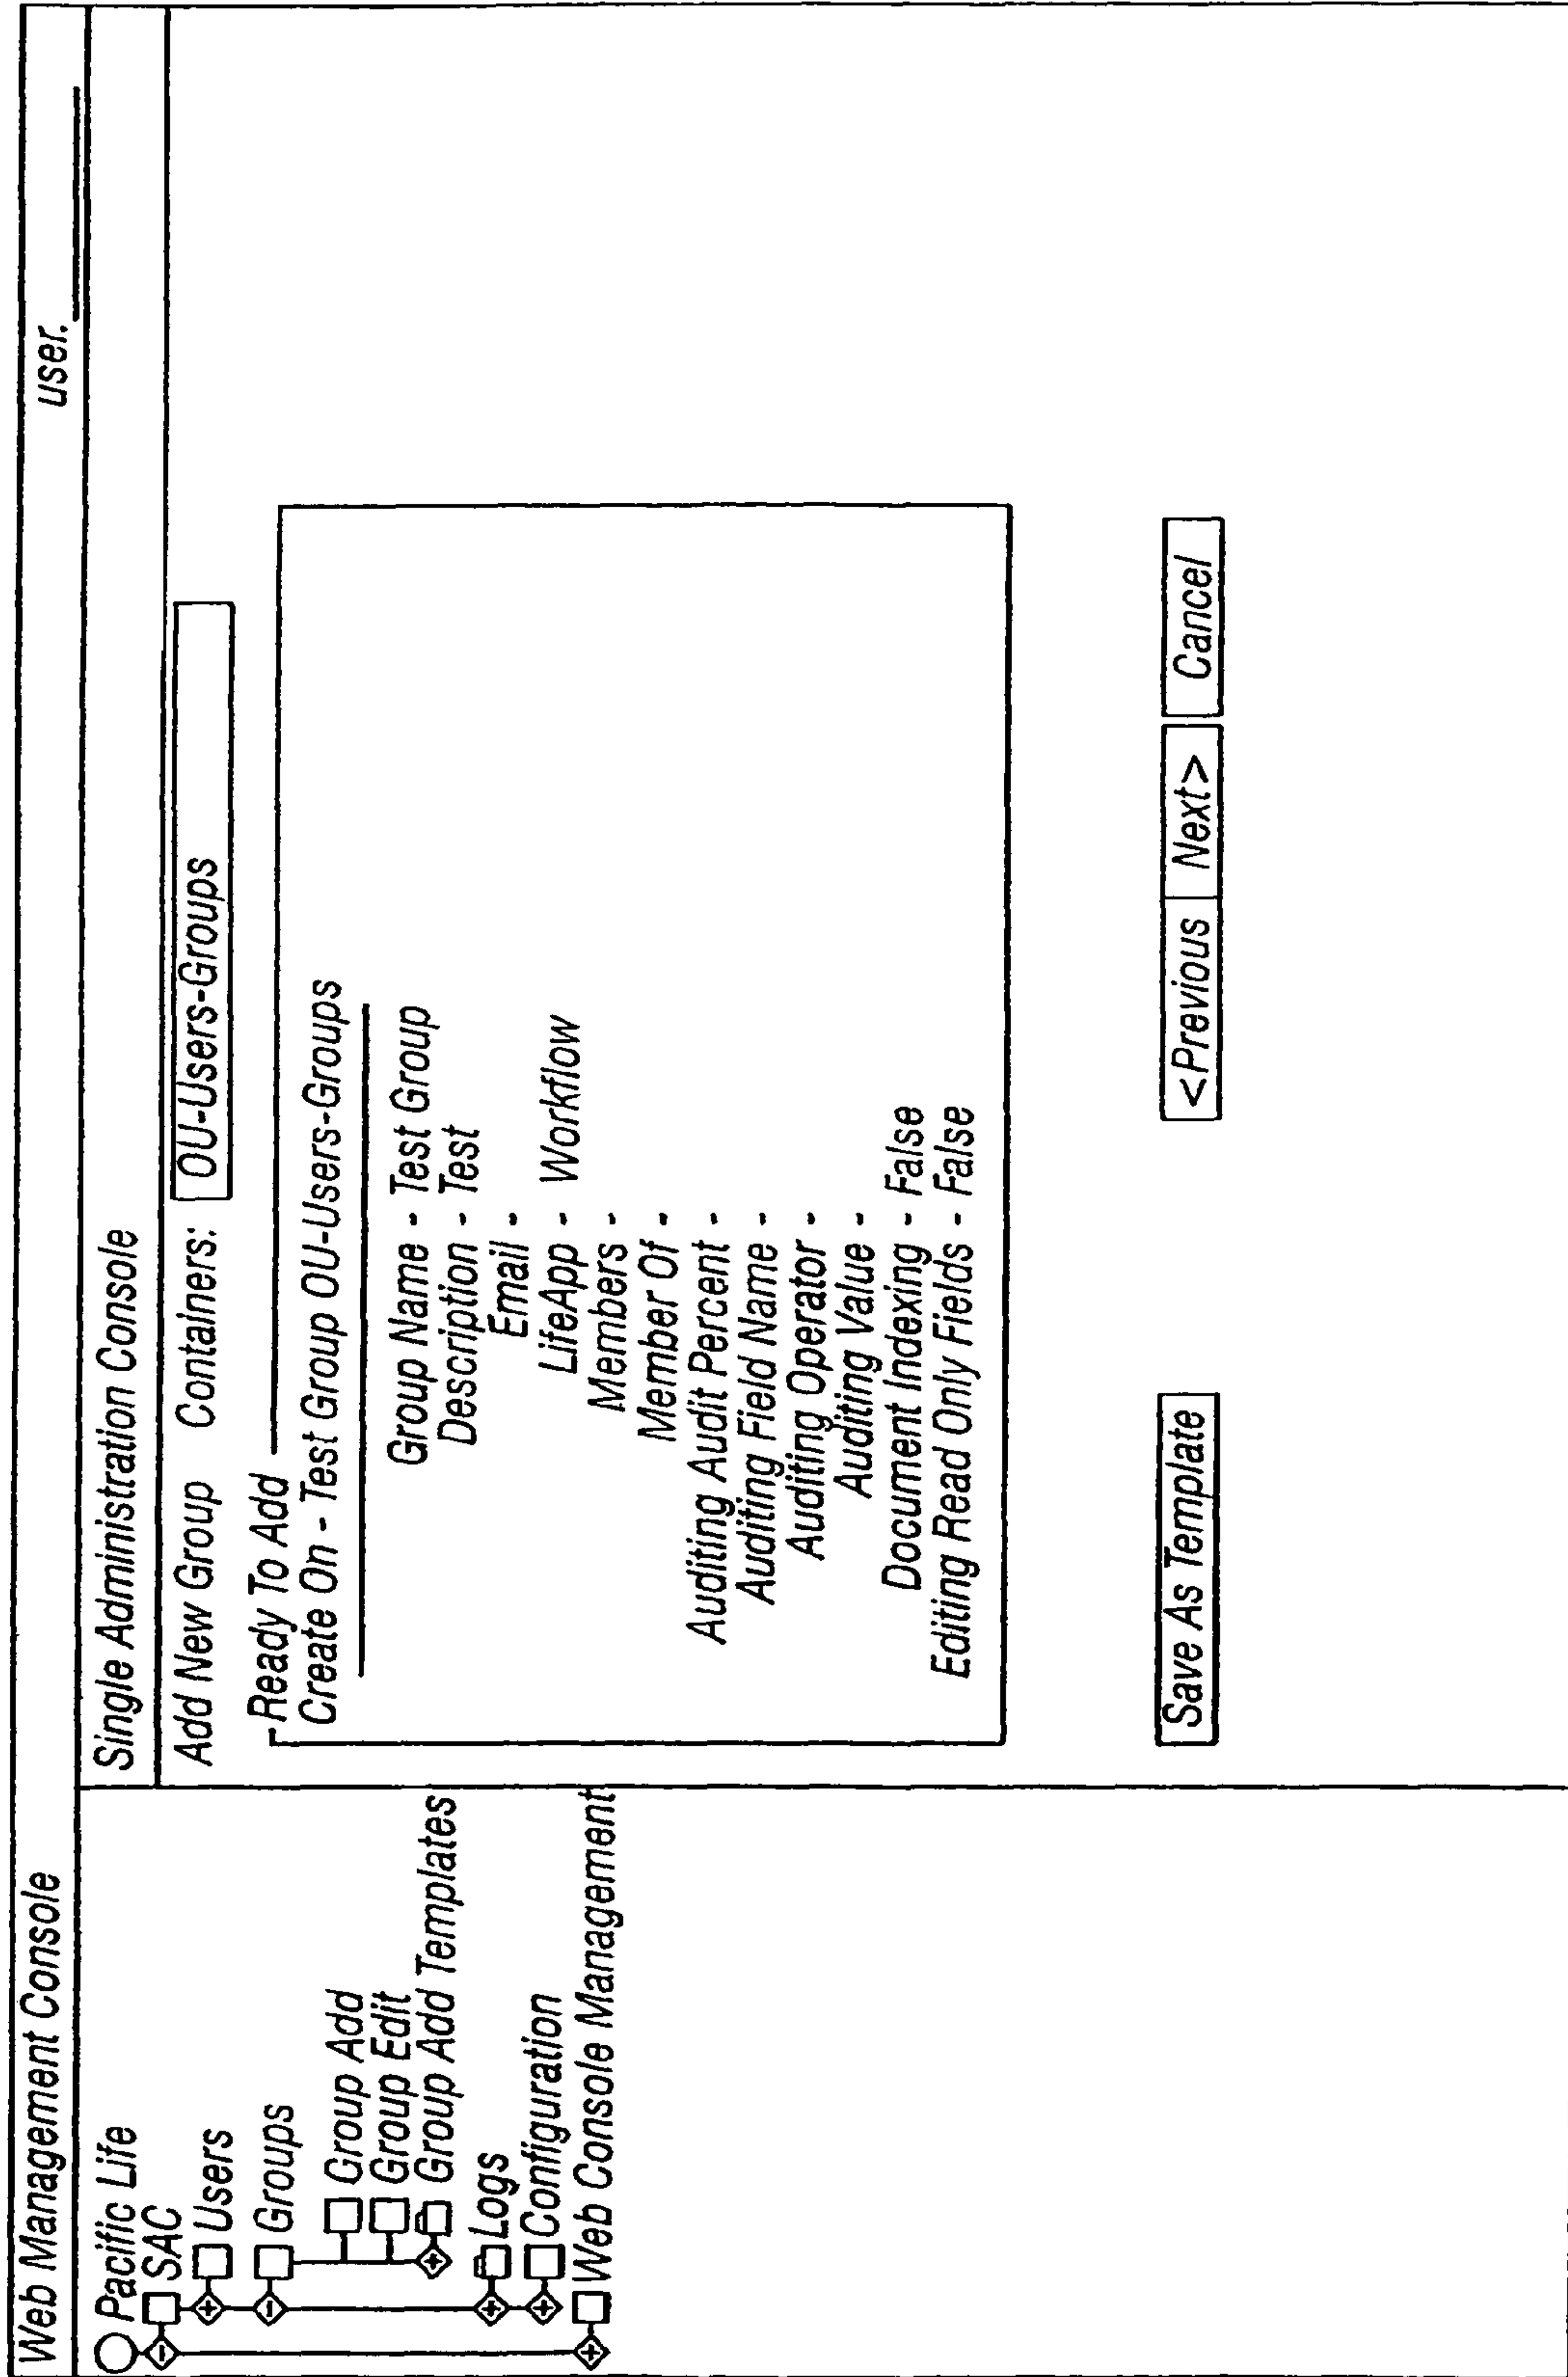 Web Management Console
user.
Pacific Life
SAC
Users
Groups
Group Add
Group Edit
Group Add Templates
Logs
Configuration
Web Console Management
Single Administration Console
Add New Group Containers: OU-Users-Groups
Ready To Add
Create On - Test Group OU-Users-Groups
Group Name - Test Group
Description - Test
Email -
LifeApp - Workflow
Members -
Member Of -
Auditing Audit Percent -
Auditing Field Name -
Auditing Operator -
Auditing Value -
Document Indexing - False
Editing Read Only Fields - False
Save As Template <Previous Next> Cancel